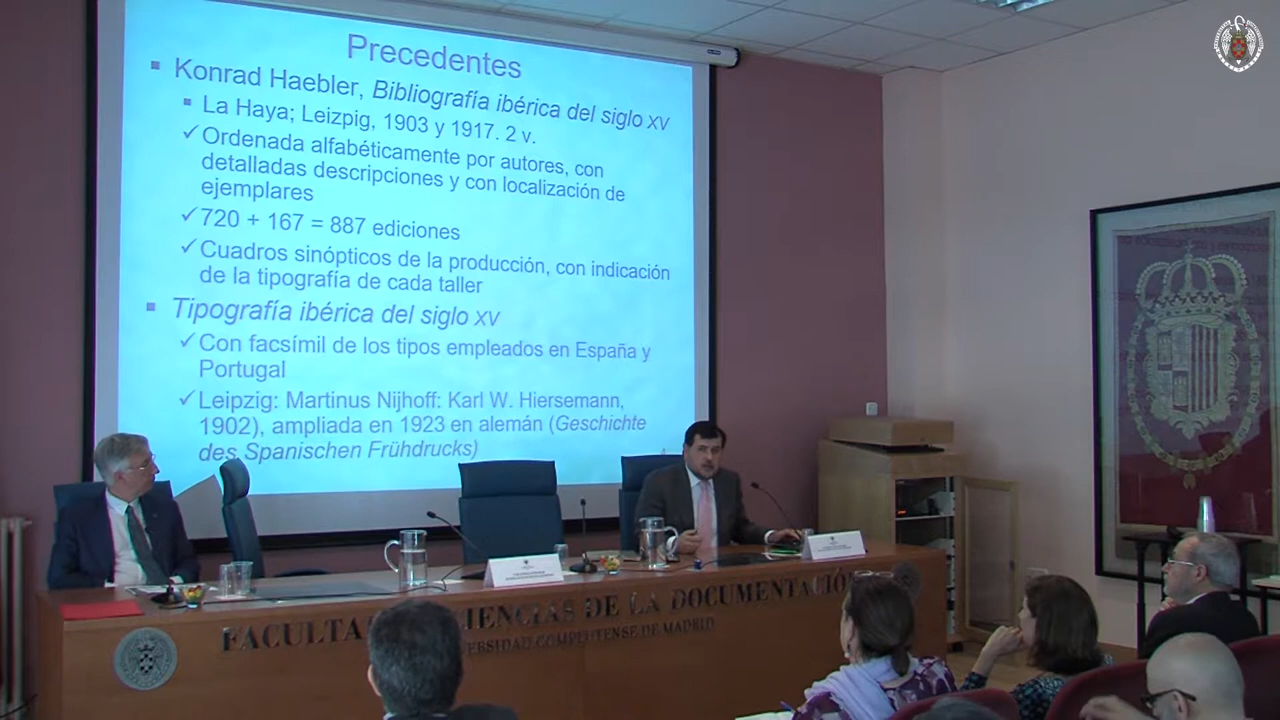 Precedentes
▪ Konrad Haebler, Bibliografía ibérica del siglo XV
▪ La Haya; Leizpig, 1903 y 1917. 2 v.
✓ Ordenada alfabéticamente por autores, con
detalladas descripciones y con localización de
ejemplares
✓ 720 + 167 = 887 ediciones
✓ Cuadros sinópticos de la producción, con indicación
de la tipografía de cada taller
▪ Tipografía ibérica del siglo XV
✓ Con facsímil de los tipos empleados en España y
Portugal
✓ Leipzig: Martinus Nijhoff: Karl W. Hiersemann,
1902), ampliada en 1923 en alemán (Geschichte
des Spanischen Frühdrucks)
FACULTA CIENCIAS DE LA DOCUMENTACIÓN
ERSIDAD COMPLUTENSE DE MADRID